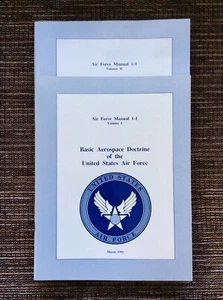 Air Force Manual 1-1
Volume II
Air Force Manual 1-1
Volume I
Basic Aerospace Doctrine
of the
United States Air Force
UNITED STATES
AIR FORCE
March 1992